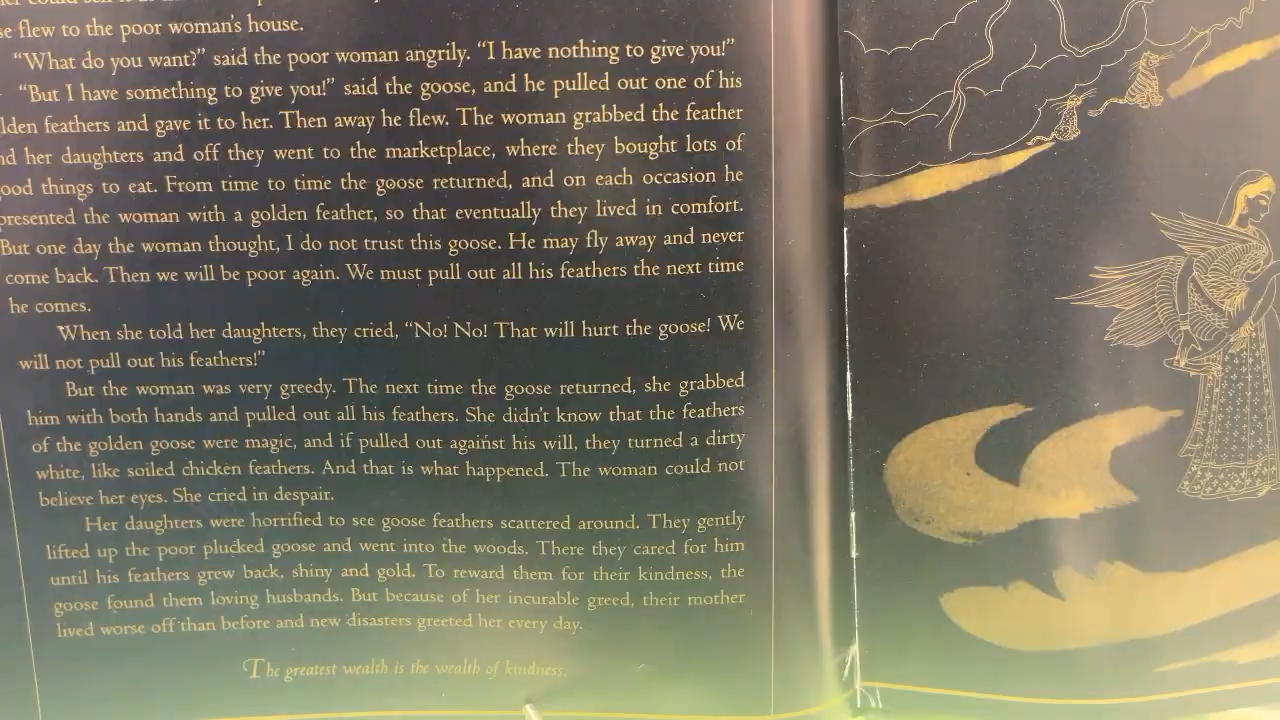 se flew to the poor woman's house.
"What do you want?" said the poor woman angrily. "I have nothing to give you!"
"But I have something to give you!" said the goose, and he pulled out one of his
lden feathers and gave it to her. Then away he flew. The woman grabbed the feather
nd her daughters and off they went to the marketplace, where they bought lots of
ood things to eat. From time to time the goose returned, and on each occasion he
presented the woman with a golden feather, so that eventually they lived in comfort.
But one day the woman thought, I do not trust this goose. He may fly away and never
come back. Then we will be poor again. We must pull out all his feathers the next time
he comes.
When she told her daughters, they cried, "No! No! That will hurt the goose! We
will not pull out his feathers!"
But the woman was very greedy. The next time the goose returned, she grabbed
him with both hands and pulled out all his feathers. She didn't know that the feathers
of the golden goose were magic, and if pulled out against his will, they turned a dirty
white, like soiled chicken feathers. And that is what happened. The woman could not
believe her eyes. She cried in despair.
Her daughters were horrified to see goose feathers scattered around. They gently
lifted up the poor plucked goose and went into the woods. There they cared for him
until his feathers grew back, shiny and gold. To reward them for their kindness, the
goose found them loving husbands. But because of her incurable greed, their mother
lived worse off than before and new disasters greeted her every day.
The greatest wealth is the wealth of kindness.